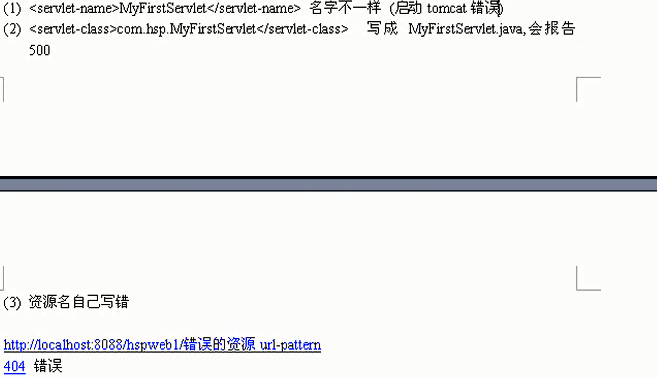 (1) <servlet-name>MyFirstServlet</servlet-name> 名字不一样 (启动 tomcat 错误)
(2) <servlet-class>com.hsp.MyFirstServlet</servlet-class> 写成 MyFirstServlet.java,会报告
500
(3) 资源名自己写错
http://localhost:8088/hspweb1/错误的资源 url-pattern
404 错误